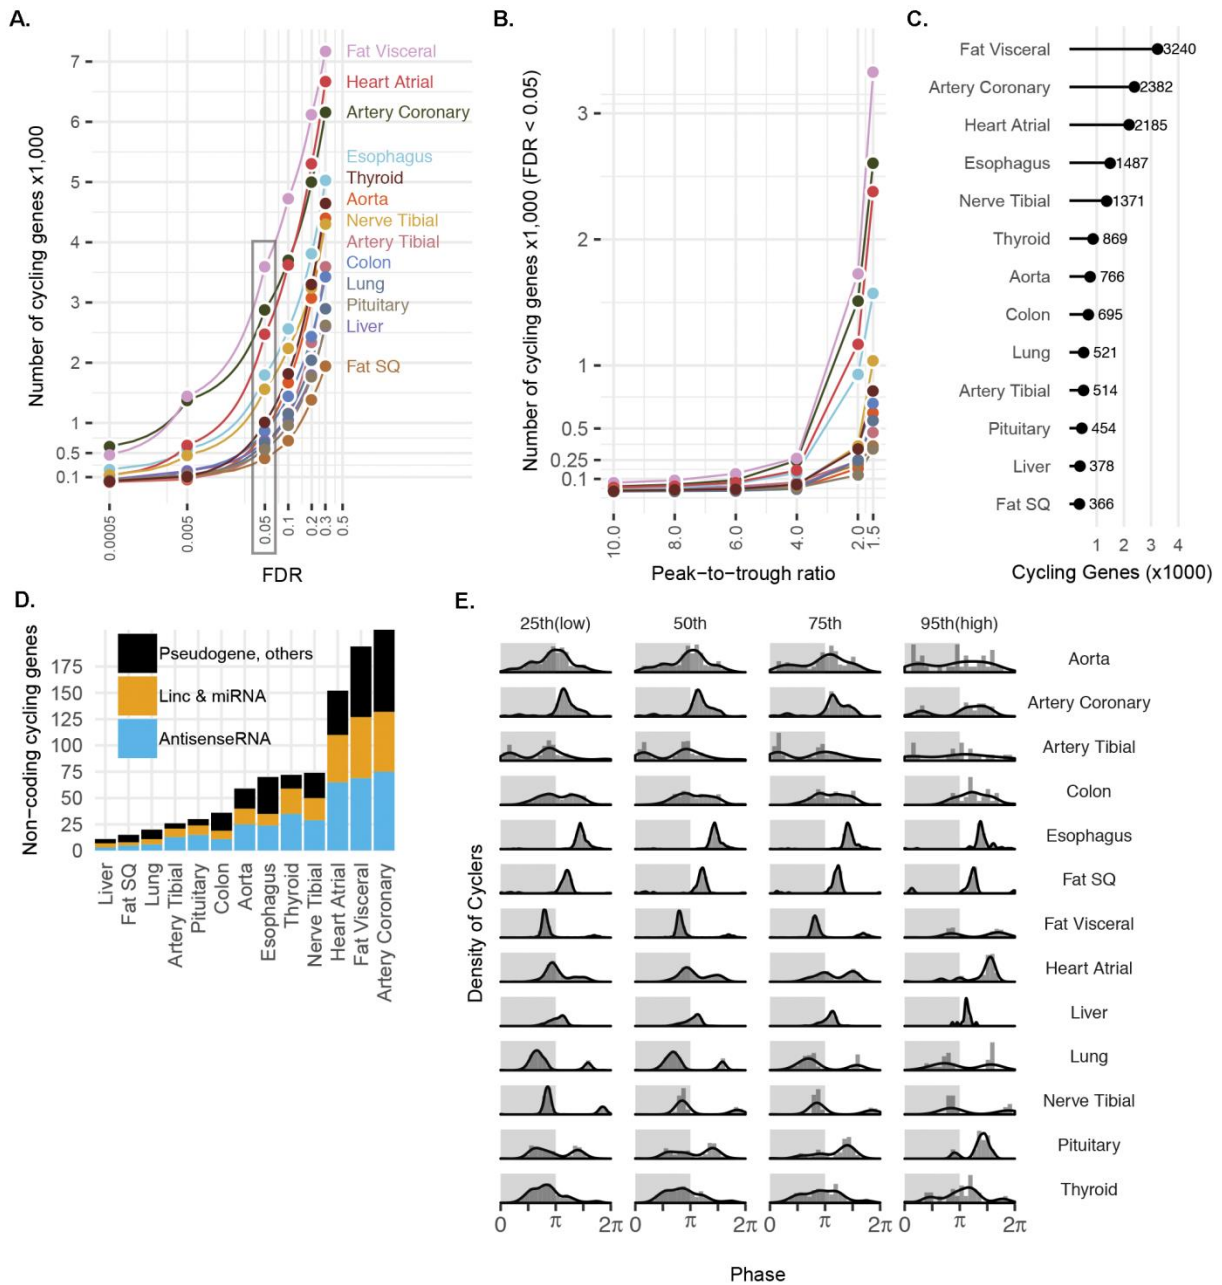 A.
Number of cycling genes x1,000
7
6
5
4
3
2
1
0.5
0.1
Fat Visceral
Heart Atrial
Artery Coronary
Esophagus
Thyroid
Aorta
Nerve Tibial
Artery Tibial
Colon
Lung
Pituitary
Liver
Fat SQ
0.0005
0.005
0.05
0.1
0.2
0.3
0.5
FDR
B.
Number of cycling genes x1,000 (FDR < 0.05)
3
2
1
0.5
0.25
0.1
10.0
8.0
6.0
4.0
2.0
1.5
Peak−to−trough ratio
C.
Fat Visceral 3240
Artery Coronary 2382
Heart Atrial 2185
Esophagus 1487
Nerve Tibial 1371
Thyroid 869
Aorta 766
Colon 695
Lung 521
Artery Tibial 514
Pituitary 454
Liver 378
Fat SQ 366
1 2 3 4
Cycling Genes (x1000)
D.
Non−coding cycling genes
175
150
125
100
75
50
25
0
Pseudogene, others
Linc & miRNA
AntisenseRNA
Liver
Fat SQ
Lung
Artery Tibial
Pituitary
Colon
Aorta
Esophagus
Thyroid
Nerve Tibial
Heart Atrial
Fat Visceral
Artery Coronary
E.
25th(low) 50th 75th 95th(high)
Density of Cyclers
Aorta
Artery Coronary
Artery Tibial
Colon
Esophagus
Fat SQ
Fat Visceral
Heart Atrial
Liver
Lung
Nerve Tibial
Pituitary
Thyroid
0 π 2π 0 π 2π 0 π 2π 0 π 2π
Phase